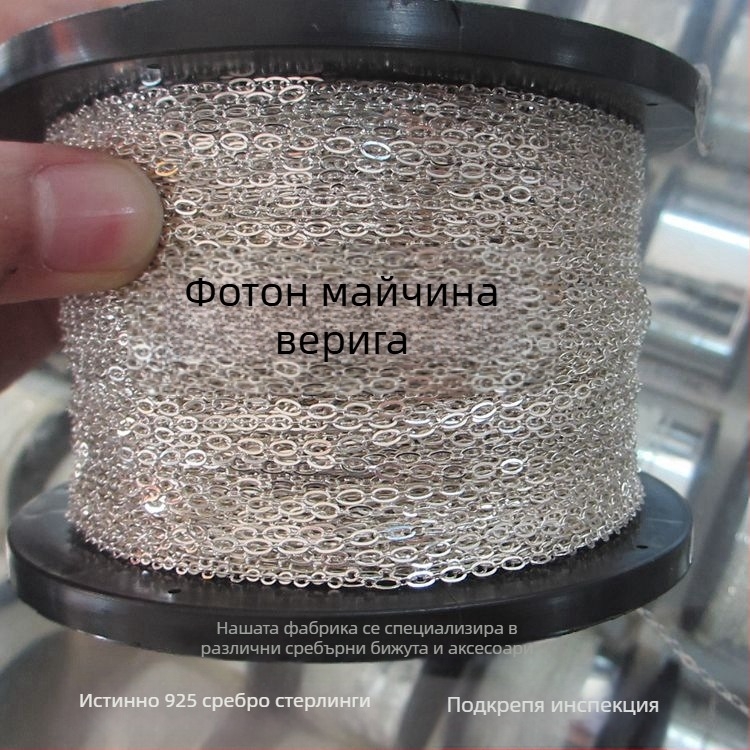 Фотон майчина
верига
Нашата фабрика се специализира в
различни сребърни бижута и аксесоари
Истинно 925 сребро стерлинги
Подкрепя инспекция